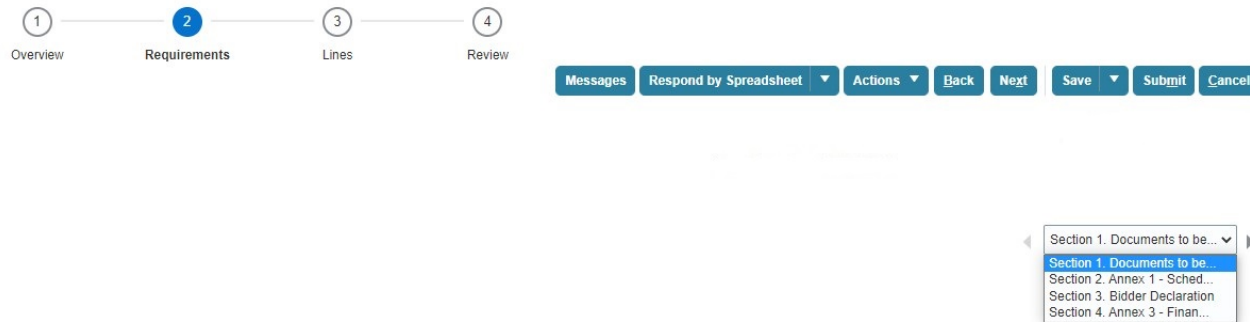 1 2 3 4
Overview Requirements Lines Review
Messages Respond by Spreadsheet Actions Back Next Save Submit Cancel
Section 1. Documents to be...
Section 1. Documents to be...
Section 2. Annex 1 - Sched...
Section 3. Bidder Declaration
Section 4. Annex 3 - Finan...